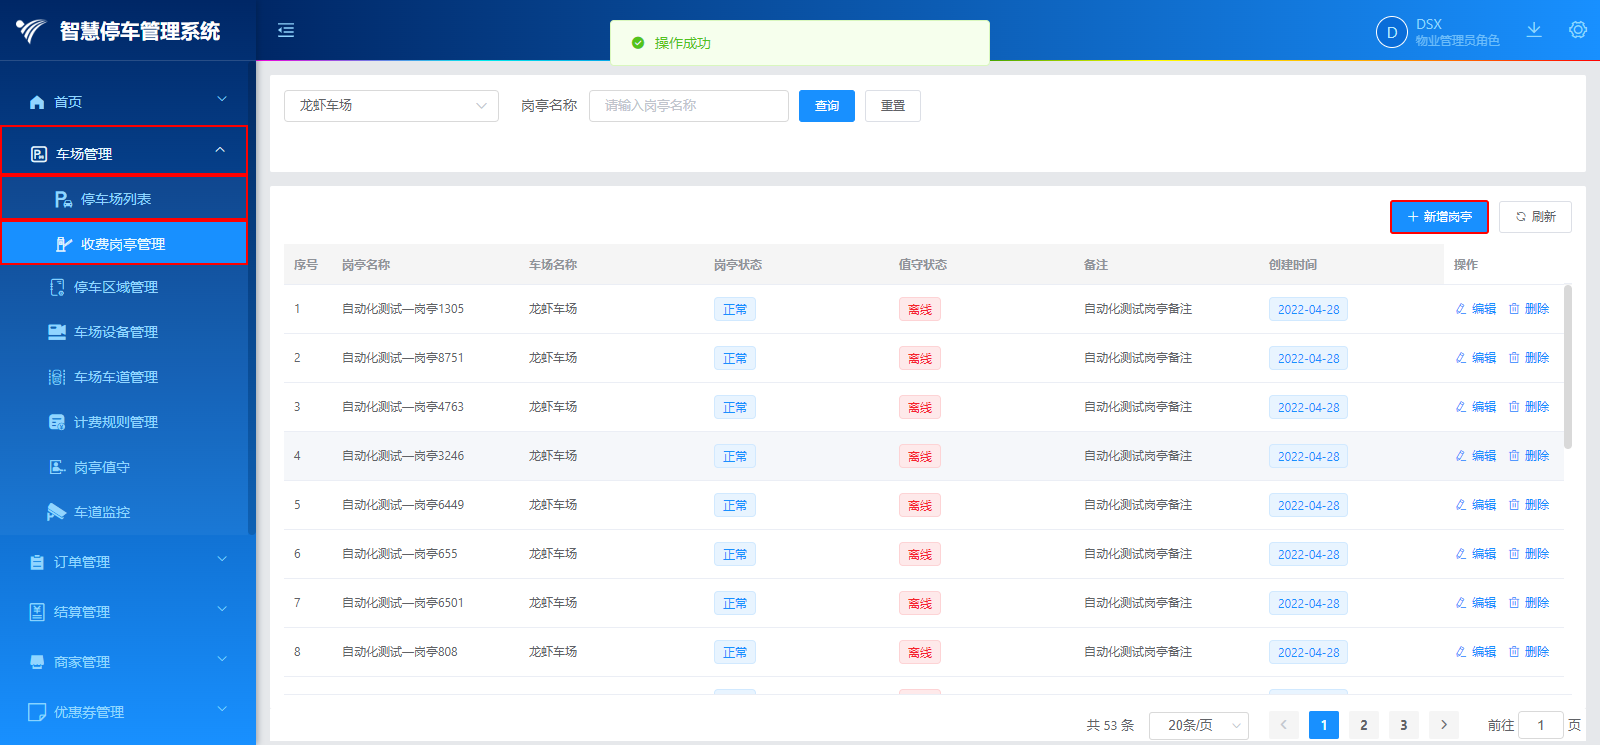 智慧停车管理系统
操作成功
D
DSX
物业管理员角色
首页
车场管理
停车场列表
收费岗亭管理
停车区域管理
车场设备管理
车场车道管理
计费规则管理
岗亭值守
车道监控
订单管理
结算管理
商家管理
优惠券管理
龙虾车场 岗亭名称 请输入岗亭名称 查询 重置
新增岗亭 刷新
序号 岗亭名称 车场名称 岗亭状态 值守状态 备注 创建时间 操作
1 自动化测试—岗亭1305 龙虾车场 正常 离线 自动化测试岗亭备注 2022-04-28 编辑 删除
2 自动化测试—岗亭8751 龙虾车场 正常 离线 自动化测试岗亭备注 2022-04-28 编辑 删除
3 自动化测试—岗亭4763 龙虾车场 正常 离线 自动化测试岗亭备注 2022-04-28 编辑 删除
4 自动化测试—岗亭3246 龙虾车场 正常 离线 自动化测试岗亭备注 2022-04-28 编辑 删除
5 自动化测试—岗亭6449 龙虾车场 正常 离线 自动化测试岗亭备注 2022-04-28 编辑 删除
6 自动化测试—岗亭655 龙虾车场 正常 离线 自动化测试岗亭备注 2022-04-28 编辑 删除
7 自动化测试—岗亭6501 龙虾车场 正常 离线 自动化测试岗亭备注 2022-04-28 编辑 删除
8 自动化测试—岗亭808 龙虾车场 正常 离线 自动化测试岗亭备注 2022-04-28 编辑 删除
共 53 条 20条/页 1 2 3 前往 1 页